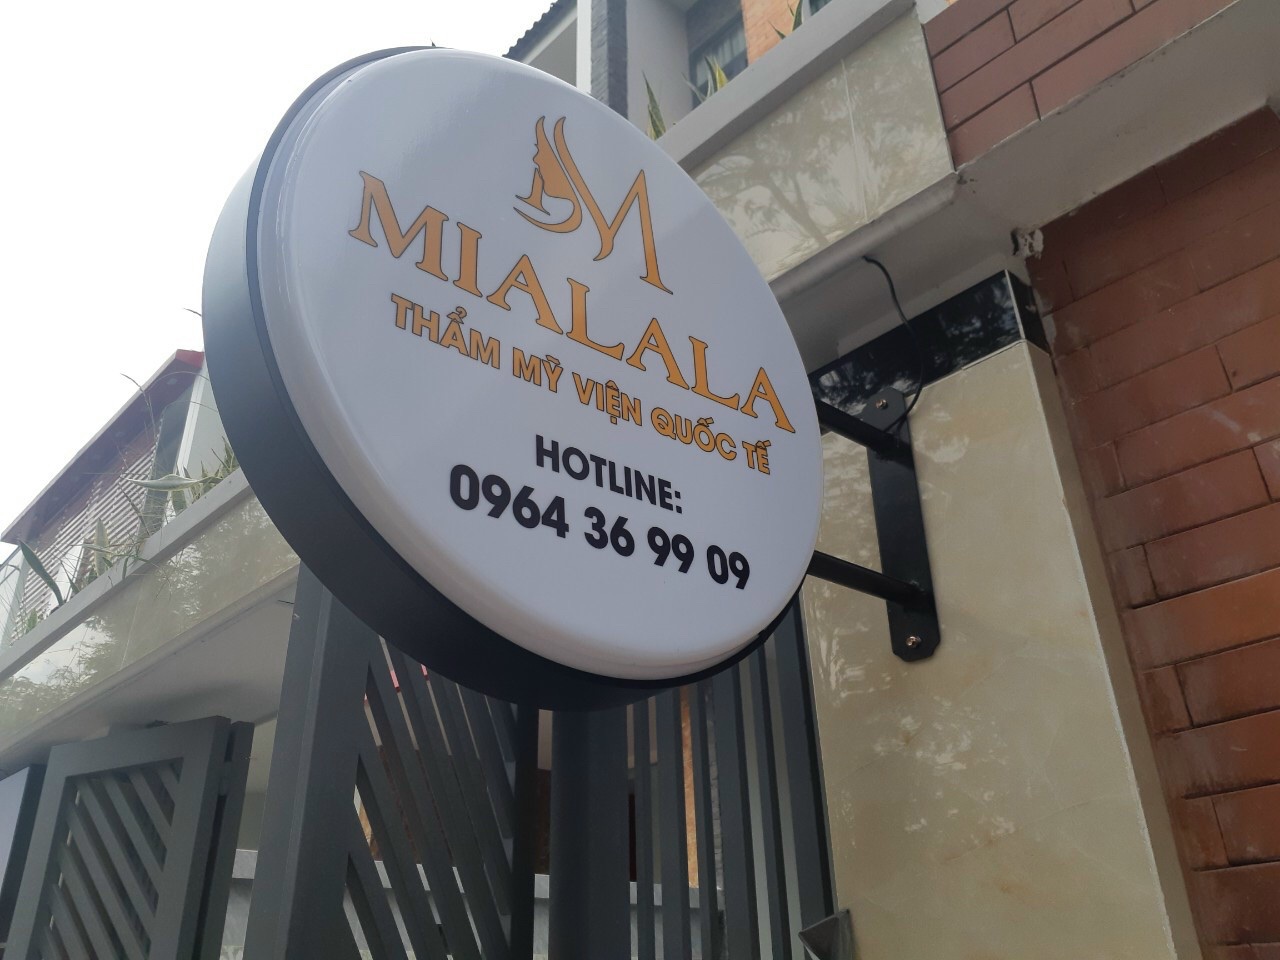 M
MIALALA
THẨM MỸ VIỆN QUỐC TẾ
HOTLINE:
0964 36 99 09